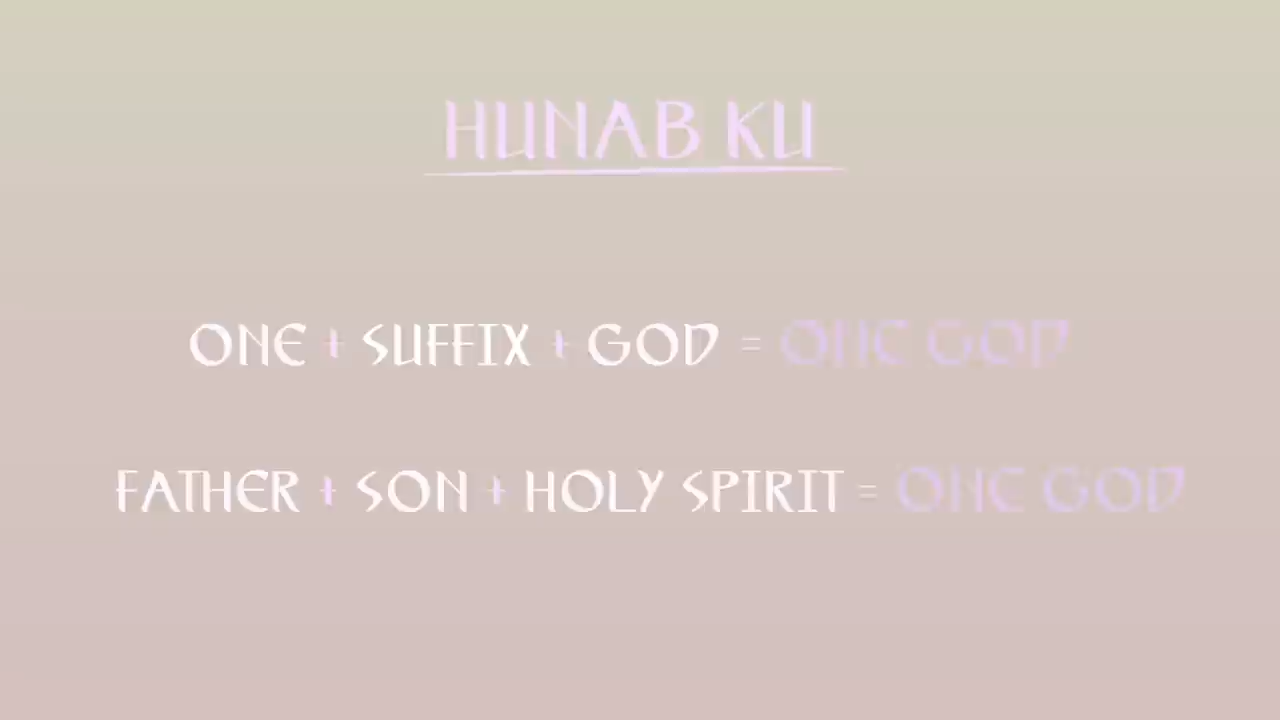 HUNAB KU
ONE + SUFFIX + GOD = ONE GOD
FATHER + SON + HOLY SPIRIT = ONE GOD